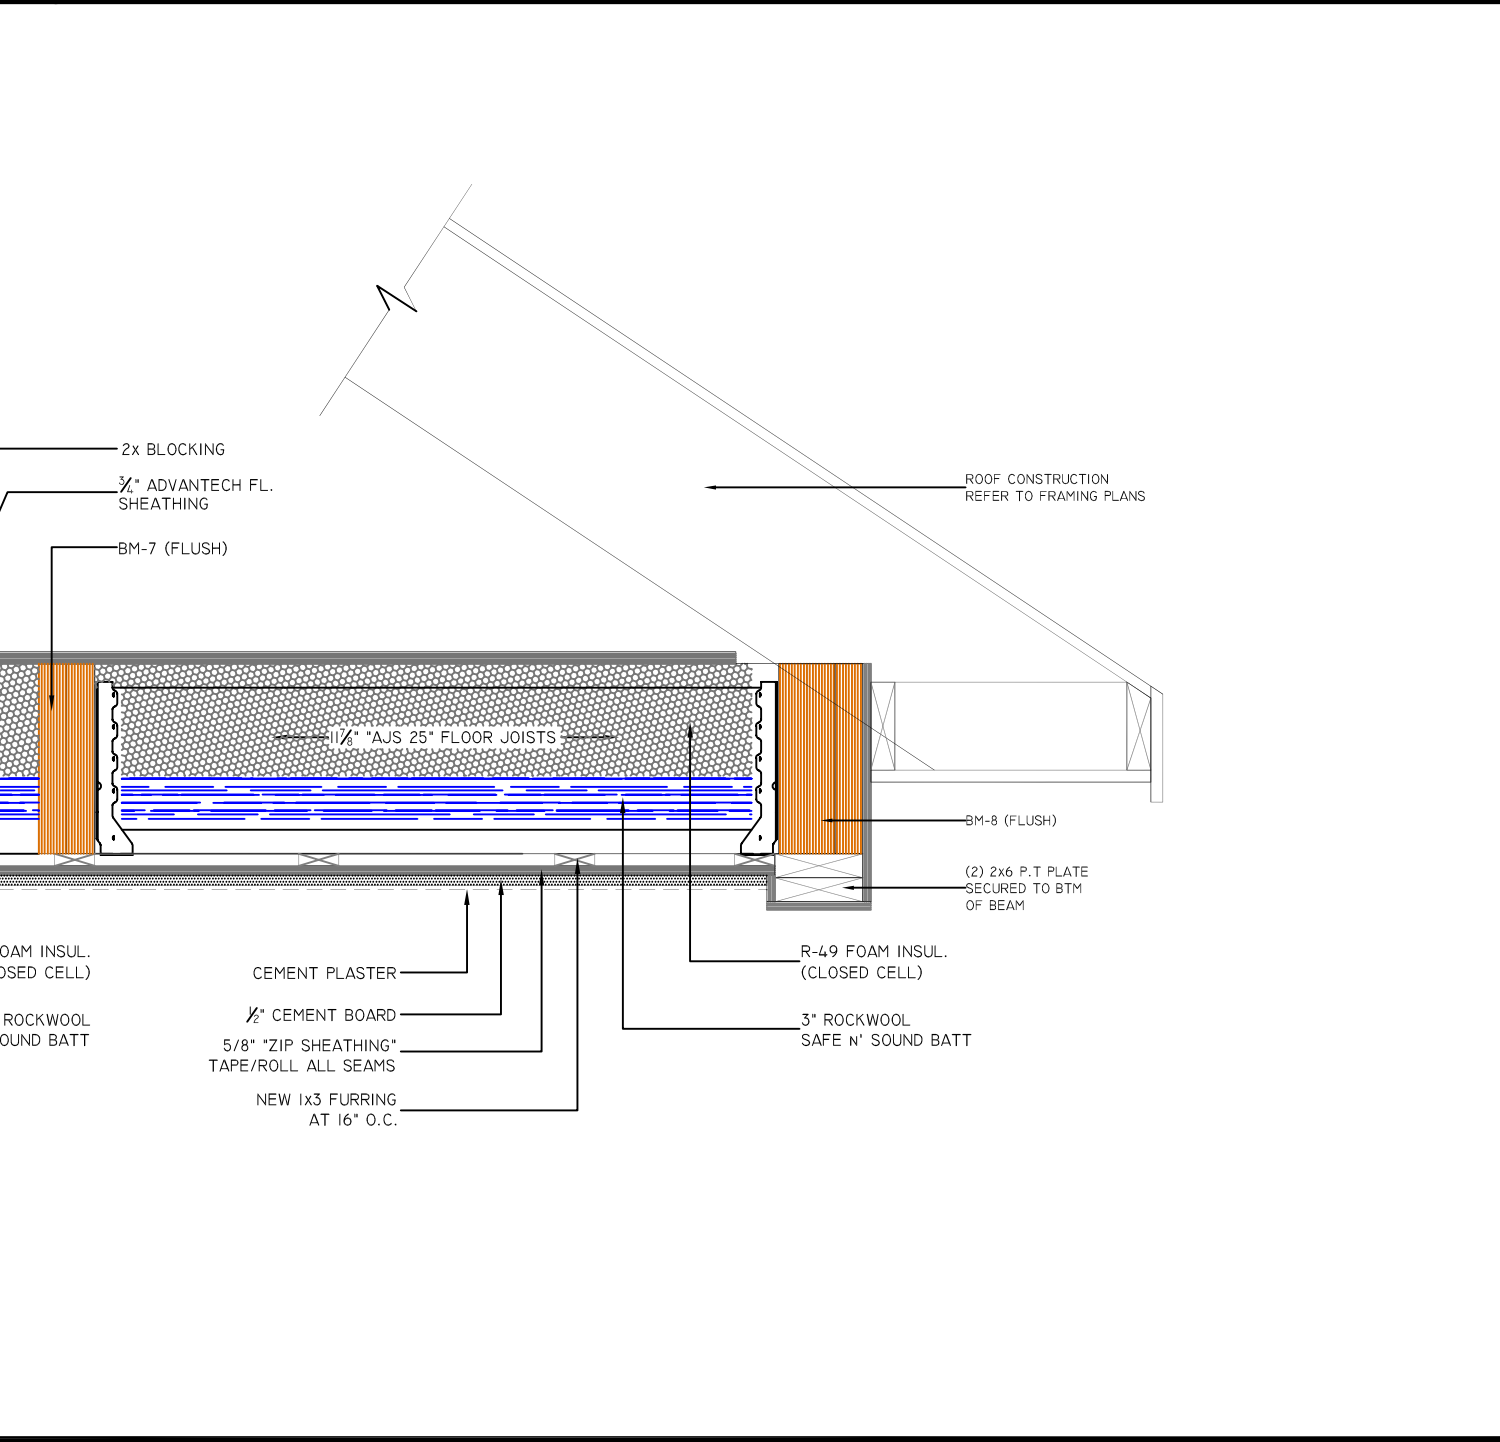 2x BLOCKING
3/4" ADVANTECH FL.
SHEATHING
BM-7 (FLUSH)
ROOF CONSTRUCTION
REFER TO FRAMING PLANS
11 7/8" "AJS 25" FLOOR JOISTS
BM-8 (FLUSH)
(2) 2x6 P.T PLATE
SECURED TO BTM
OF BEAM
OAM INSUL.
OSED CELL)
ROCKWOOL
OUND BATT
CEMENT PLASTER
1/2" CEMENT BOARD
5/8" "ZIP SHEATHING"
TAPE/ROLL ALL SEAMS
NEW 1x3 FURRING
AT 16" O.C.
R-49 FOAM INSUL.
(CLOSED CELL)
3" ROCKWOOL
SAFE N' SOUND BATT